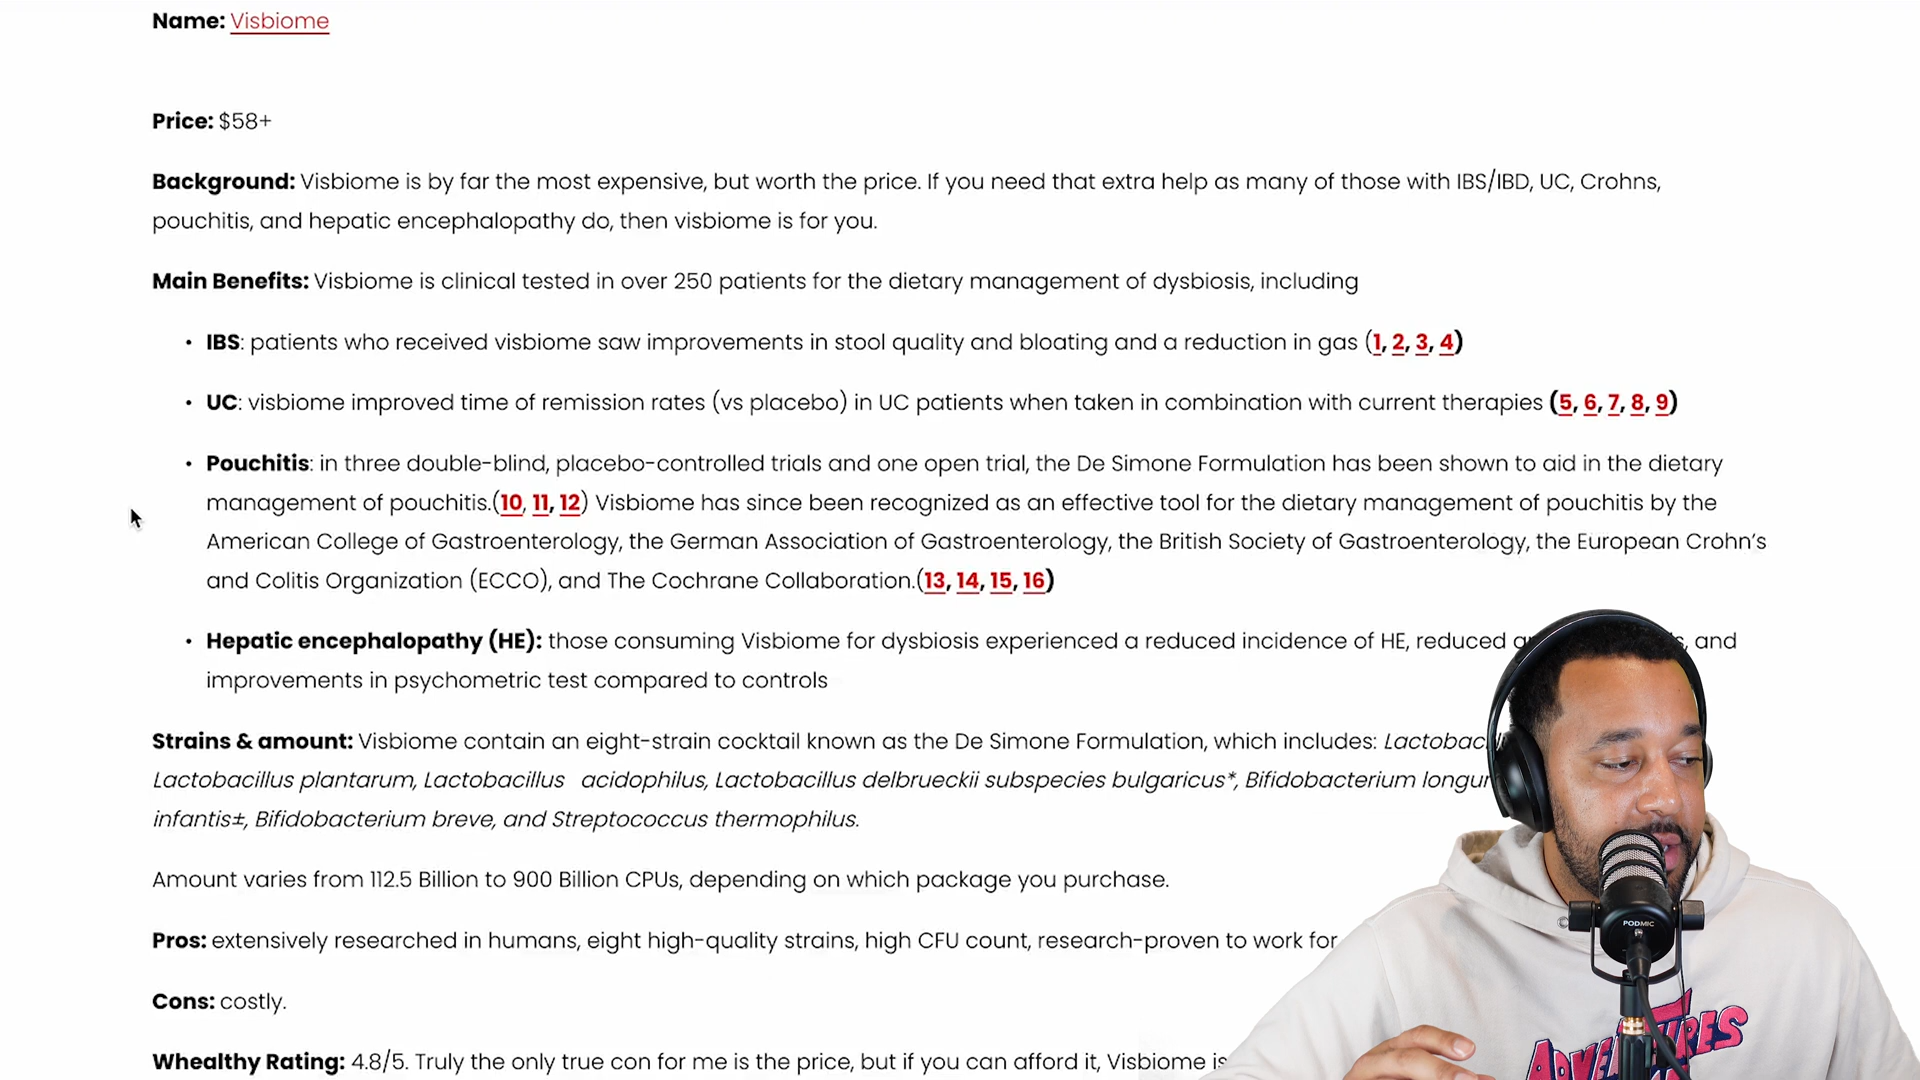 Name: Visbiome
Price: $58+
Background: Visbiome is by far the most expensive, but worth the price. If you need that extra help as many of those with IBS/IBD, UC, Crohns,
pouchitis, and hepatic encephalopathy do, then visbiome is for you.
Main Benefits: Visbiome is clinical tested in over 250 patients for the dietary management of dysbiosis, including
• IBS: patients who received visbiome saw improvements in stool quality and bloating and a reduction in gas (1, 2, 3, 4)
• UC: visbiome improved time of remission rates (vs placebo) in UC patients when taken in combination with current therapies (5, 6, 7, 8, 9)
• Pouchitis: in three double-blind, placebo-controlled trials and one open trial, the De Simone Formulation has been shown to aid in the dietary
management of pouchitis.(10, 11, 12) Visbiome has since been recognized as an effective tool for the dietary management of pouchitis by the
American College of Gastroenterology, the German Association of Gastroenterology, the British Society of Gastroenterology, the European Crohn's
and Colitis Organization (ECCO), and The Cochrane Collaboration.(13, 14, 15, 16)
• Hepatic encephalopathy (HE): those consuming Visbiome for dysbiosis experienced a reduced incidence of HE, reduced and
improvements in psychometric test compared to controls
Strains & amount: Visbiome contain an eight-strain cocktail known as the De Simone Formulation, which includes:
Lactobacillus plantarum, Lactobacillus acidophilus, Lactobacillus delbrueckii subspecies bulgaricus*, Bifidobacterium
infantis±, Bifidobacterium breve, and Streptococcus thermophilus.
Amount varies from 112.5 Billion to 900 Billion CPUs, depending on which package you purchase.
Pros: extensively researched in humans, eight high-quality strains, high CFU count, research-proven to work for
Cons: costly.
Whealthy Rating: 4.8/5. Truly the only true con for me is the price, but if you can afford it, Visbiome is
PODMIC